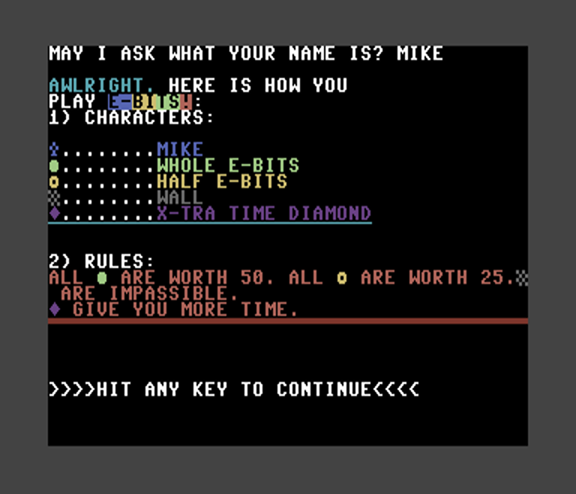 MAY I ASK WHAT YOUR NAME IS? MIKE
AWLRIGHT. HERE IS HOW YOU
PLAY E-BITS!:
1) CHARACTERS:
♣........MIKE
●........WHOLE E-BITS
○........HALF E-BITS
▒........WALL
♦........X-TRA TIME DIAMOND
2) RULES:
ALL ● ARE WORTH 50. ALL ○ ARE WORTH 25.▒
ARE IMPASSIBLE.
♦ GIVE YOU MORE TIME.
>>>>HIT ANY KEY TO CONTINUE<<<<